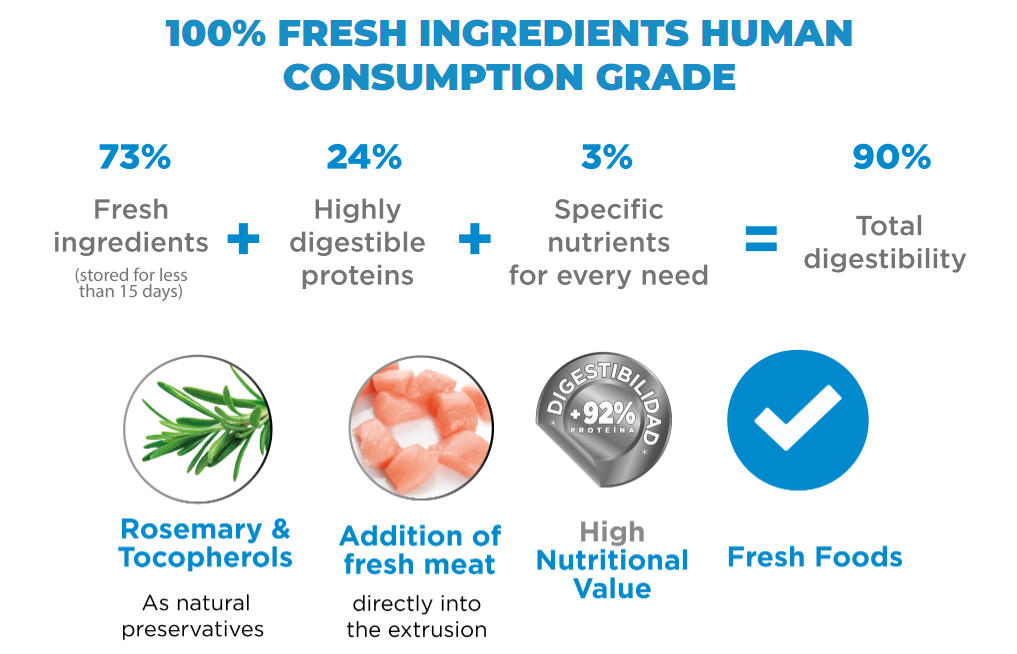 100% FRESH INGREDIENTS HUMAN
CONSUMPTION GRADE
73%
Fresh
ingredients
(stored for less
than 15 days)
+
24%
Highly
digestible
proteins
+
3%
Specific
nutrients
for every need
=
90%
Total
digestibility
Rosemary &
Tocopherols
As natural
preservatives
Addition of
fresh meat
directly into
the extrusion
DIGESTIBILIDAD
+92%
PROTEÍNA
High
Nutritional
Value
Fresh Foods